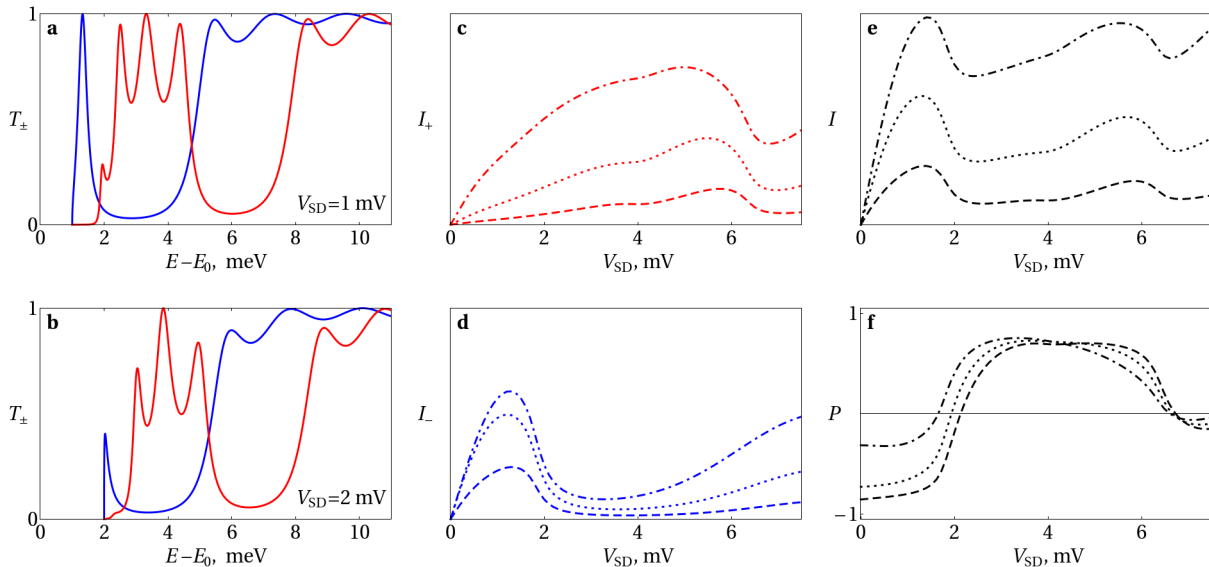 a
1
T±
0
V_SD=1 mV
0 2 4 6 8 10
E−E₀, meV
c
I₊
0 2 4 6
V_SD, mV
e
I
0 2 4 6
V_SD, mV
b
1
T±
0
V_SD=2 mV
0 2 4 6 8 10
E−E₀, meV
d
I₋
0 2 4 6
V_SD, mV
f
1
P 0
−1
0 2 4 6
V_SD, mV